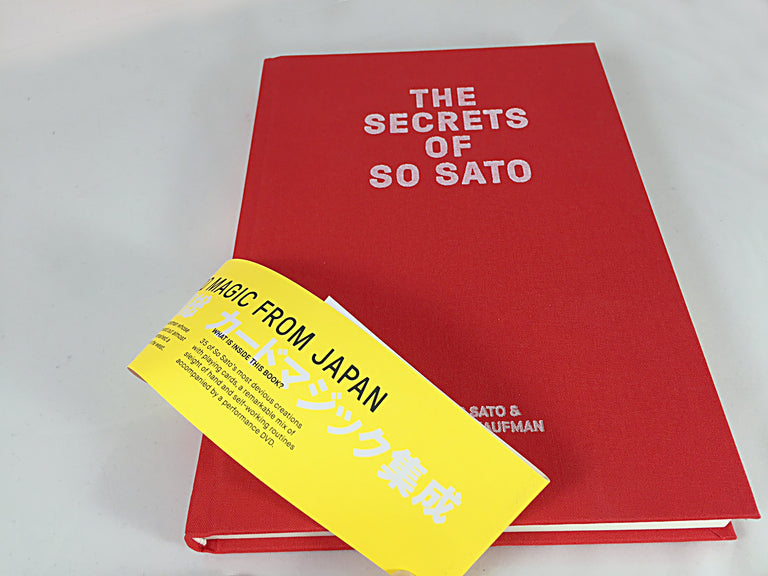 THE
SECRETS
OF
SO SATO
SATO &
AUFMAN
MAGIC FROM JAPAN
カードマジック集成
WHAT IS INSIDE THIS BOOK?
35 of So Sato's most devious creations
with playing cards, a remarkable mix of
sleight of hand and self-working routines
accompanied by a performance DVD.